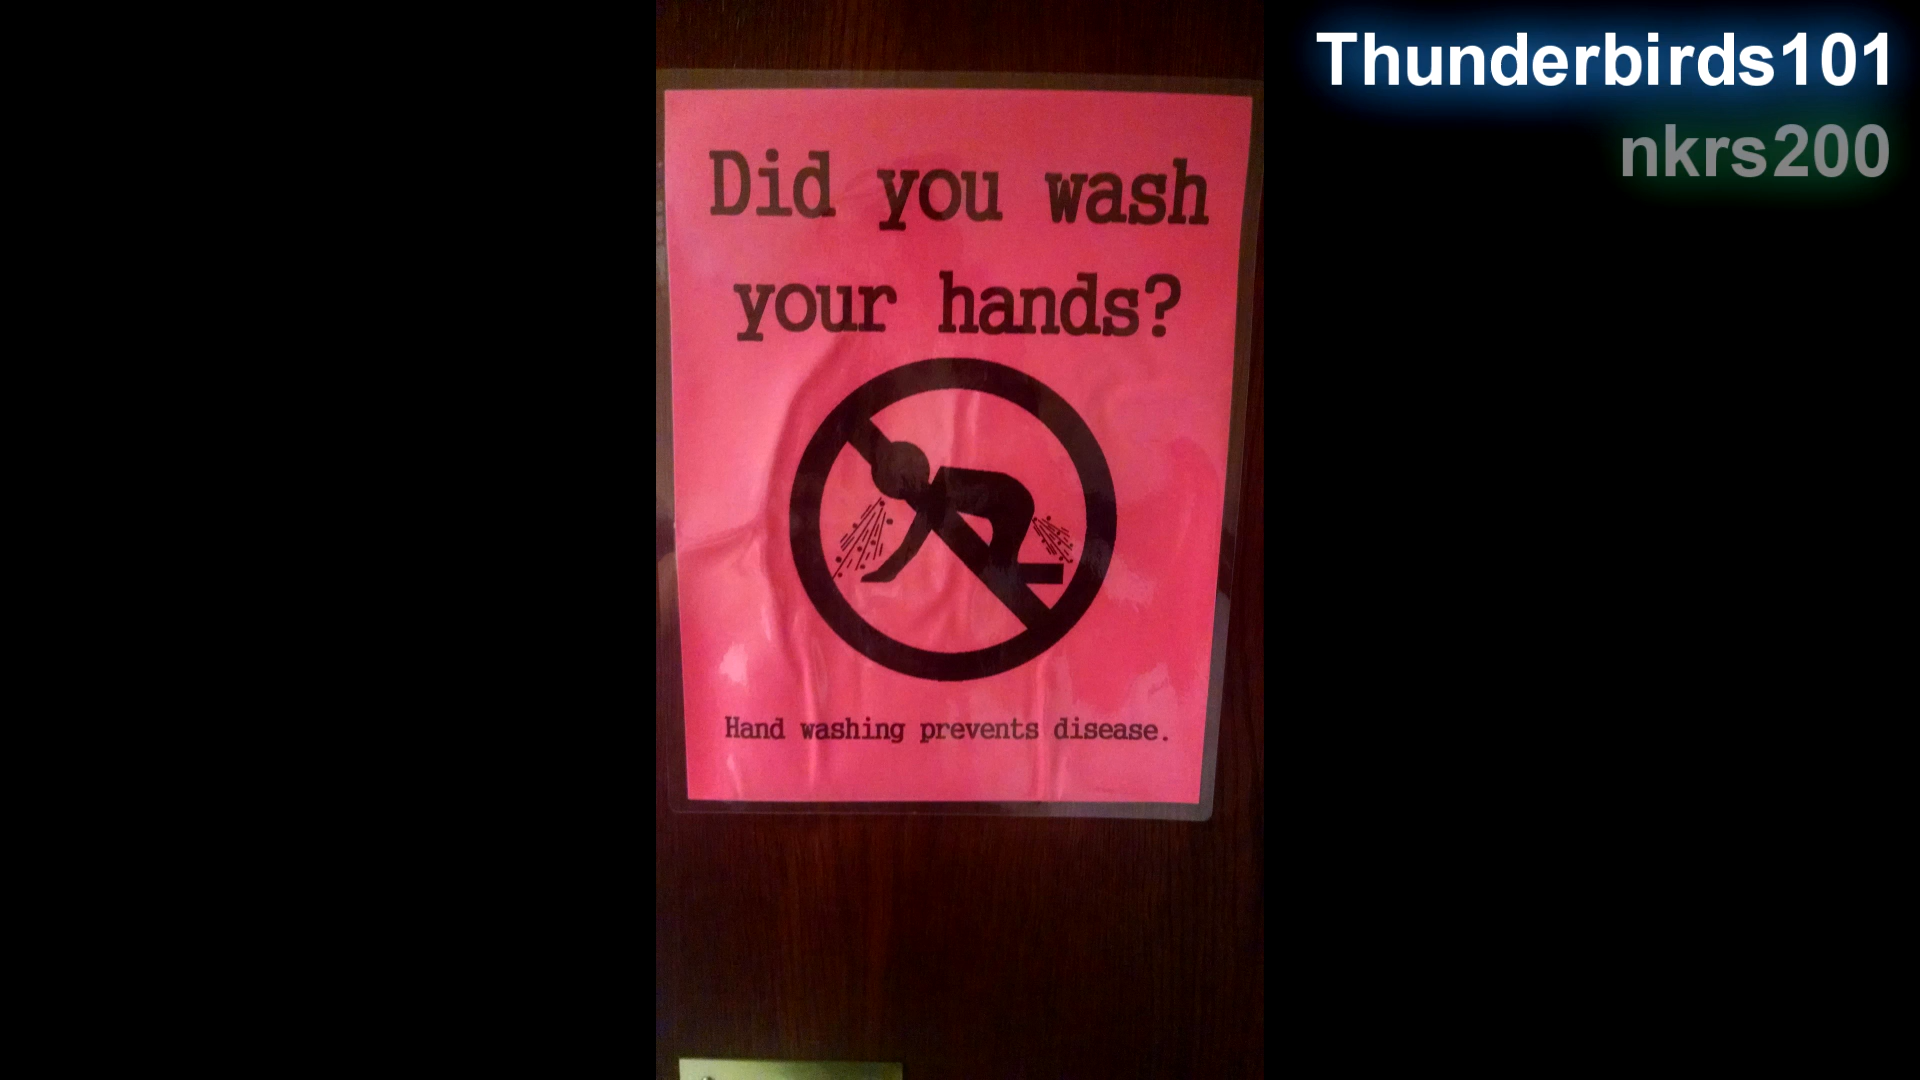 Thunderbirds101
nkrs200
Did you wash
your hands?
Hand washing prevents disease.